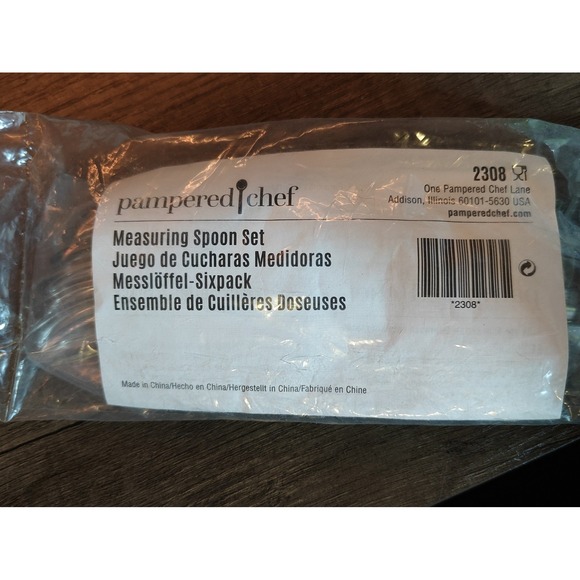 pampered chef
Measuring Spoon Set
Juego de Cucharas Medidoras
Messlöffel-Sixpack
Ensemble de Cuillères Doseuses
2308
One Pampered Chef Lane
Addison, Illinois 60101-5630 USA
pamperedchef.com
*2308*
Made in China/Hecho en China/Hergestellt in China/Fabriqué en Chine